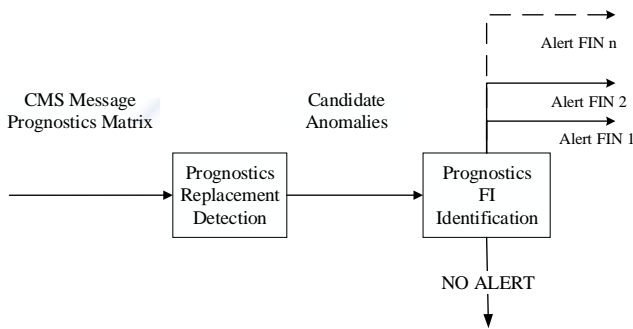 Alert FIN n
CMS Message
Prognostics Matrix
Candidate
Anomalies
Alert FIN 2
Alert FIN 1
Prognostics
Replacement
Detection
Prognostics
FI
Identification
NO ALERT